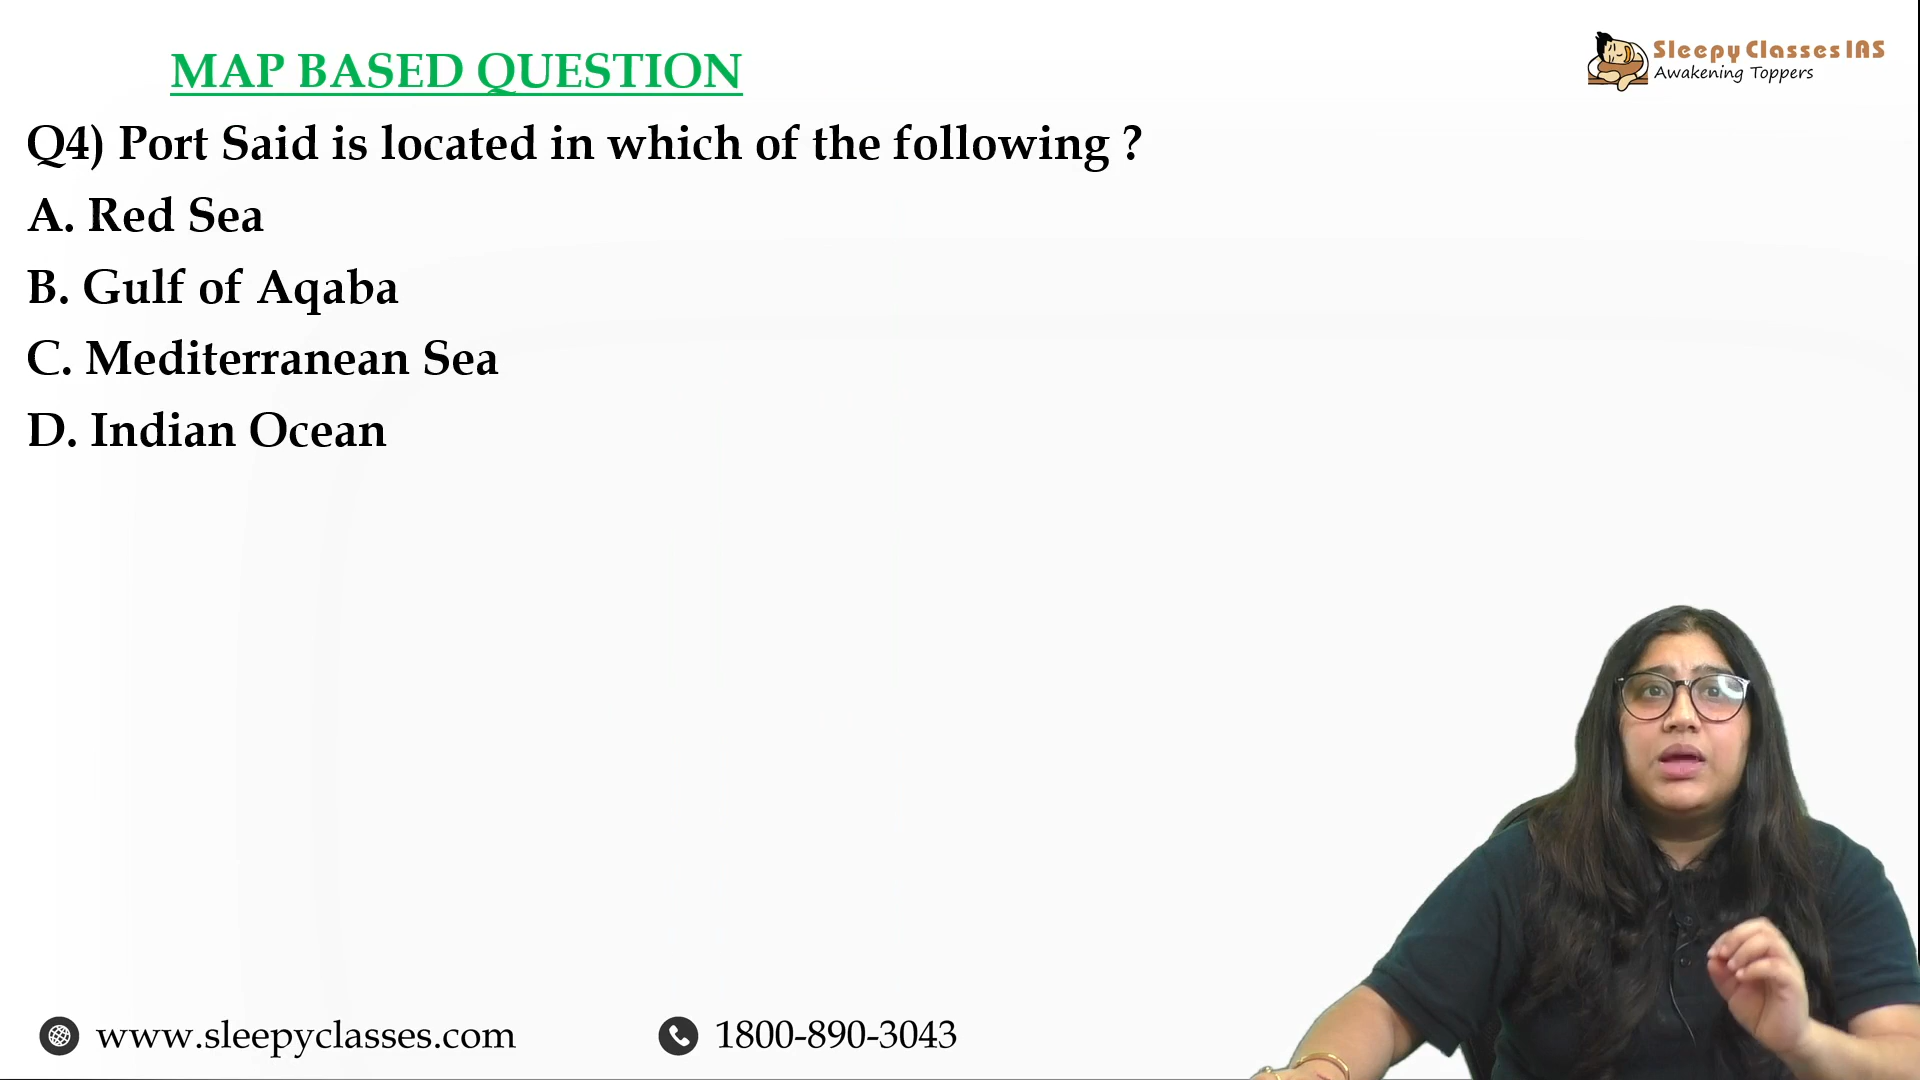 MAP BASED QUESTION
Sleepy Classes IAS
Awakening Toppers
Q4) Port Said is located in which of the following ?
A. Red Sea
B. Gulf of Aqaba
C. Mediterranean Sea
D. Indian Ocean
www.sleepyclasses.com
1800-890-3043